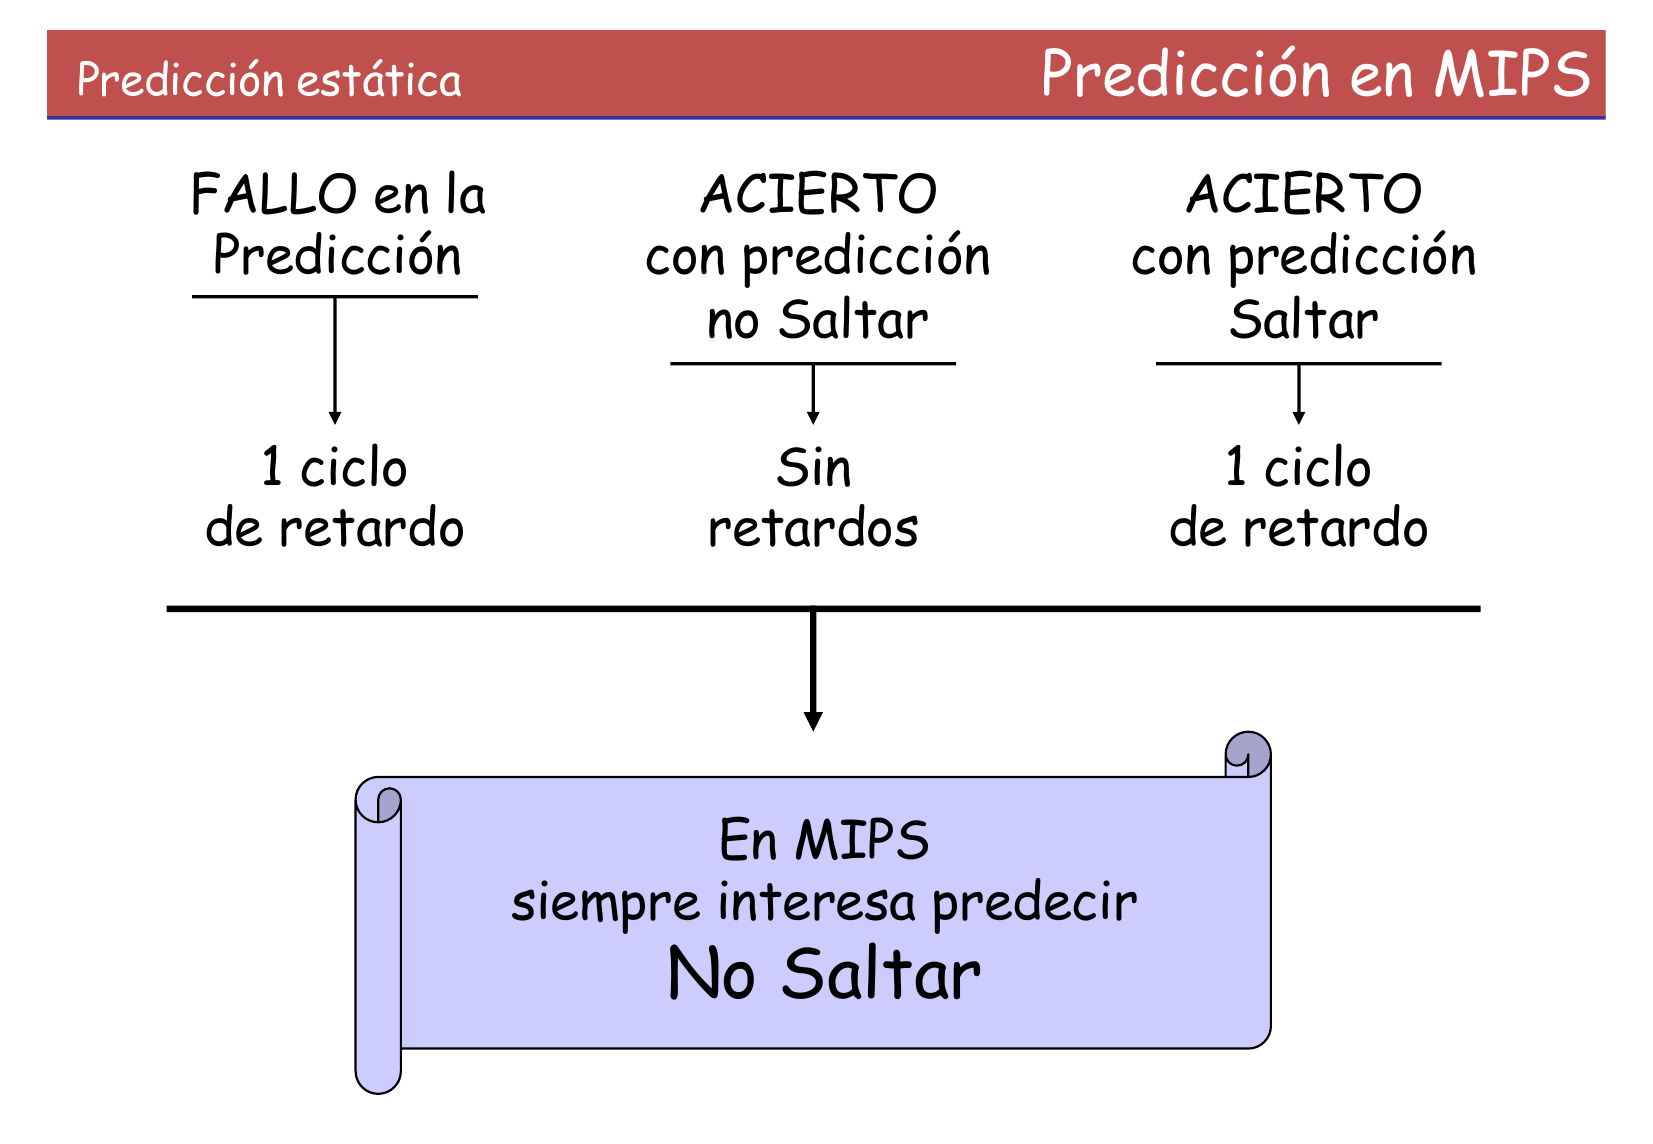 Predicción estática
Predicción en MIPS
FALLO en la
Predicción
1 ciclo
de retardo
ACIERTO
con predicción
no Saltar
Sin
retardos
ACIERTO
con predicción
Saltar
1 ciclo
de retardo
En MIPS
siempre interesa predecir
No Saltar